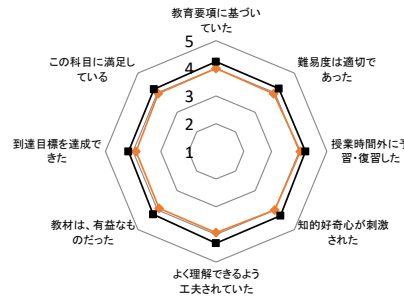 教育要項に基づい
ていた
難易度は適切で
あった
授業時間外に予
習・復習した
知的好奇心が刺激
された
よく理解できるよう
工夫されていた
教材は、有益なも
のだった
到達目標を達成で
きた
この科目に満足し
ている
5
4
3
2
1